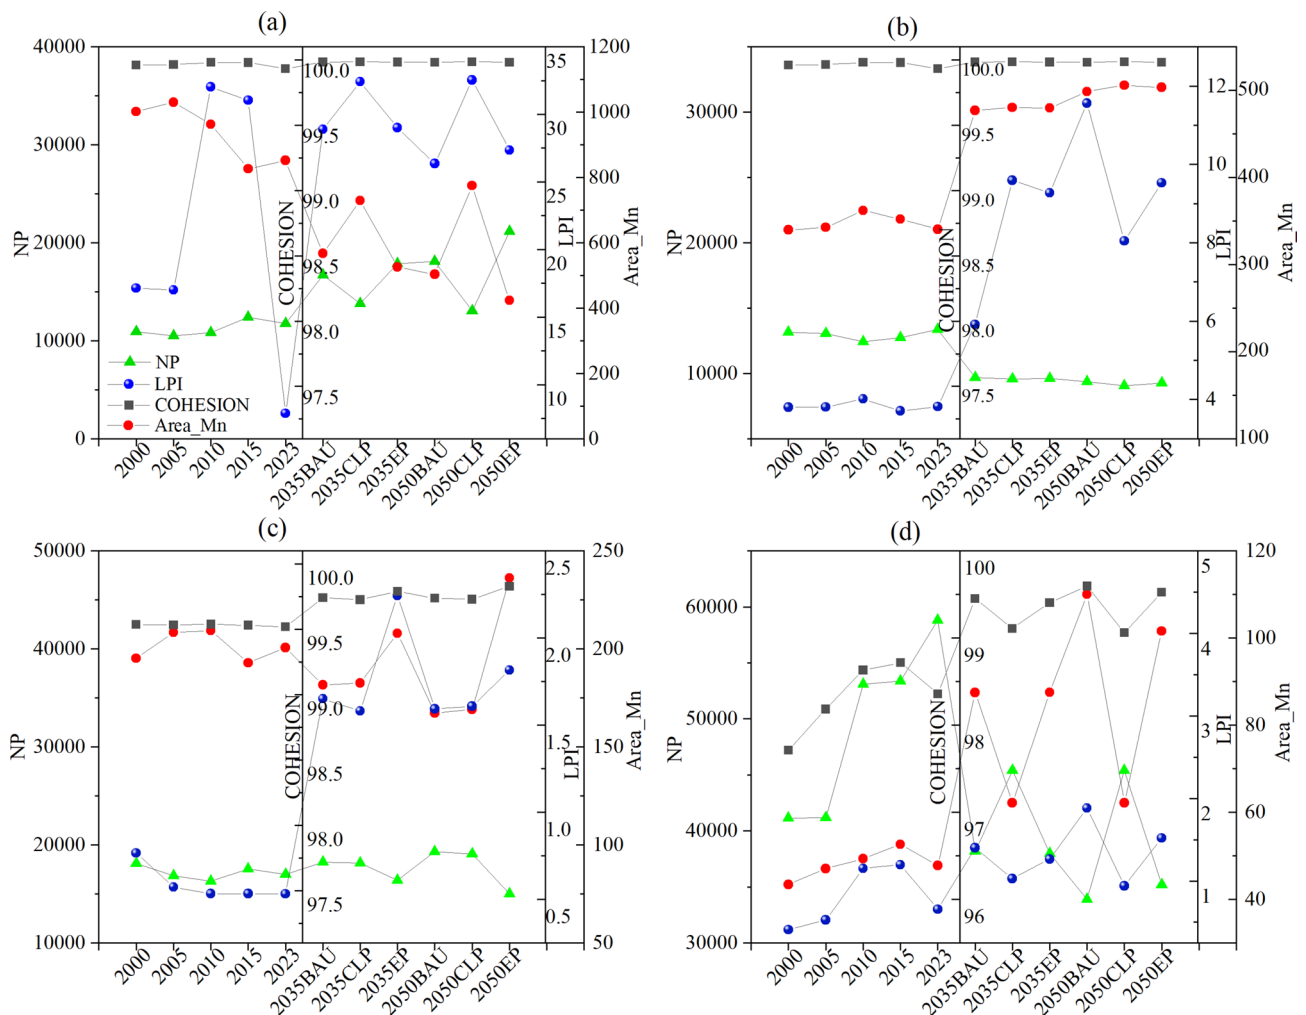 (a)
40000
30000
20000
10000
0
NP
NP
LPI
COHESION
Area_Mn
COHESION
100.0
99.5
99.0
98.5
98.0
97.5
LPI
35
30
25
20
15
10
Area_Mn
1200
1000
800
600
400
200
0
2000
2005
2010
2015
2023
2035BAU
2035CLP
2035EP
2050BAU
2050CLP
2050EP
(b)
30000
20000
10000
NP
COHESION
100.0
99.5
99.0
98.5
98.0
97.5
LPI
12
10
8
6
4
Area_Mn
500
400
300
200
100
2000
2005
2010
2015
2023
2035BAU
2035CLP
2035EP
2050BAU
2050CLP
2050EP
(c)
50000
40000
30000
20000
10000
NP
COHESION
100.0
99.5
99.0
98.5
98.0
97.5
LPI
2.5
2.0
1.5
1.0
0.5
Area_Mn
250
200
150
100
50
2000
2005
2010
2015
2023
2035BAU
2035CLP
2035EP
2050BAU
2050CLP
2050EP
(d)
60000
50000
40000
30000
NP
COHESION
100
99
98
97
96
LPI
5
4
3
2
1
Area_Mn
120
100
80
60
40
2000
2005
2010
2015
2023
2035BAU
2035CLP
2035EP
2050BAU
2050CLP
2050EP